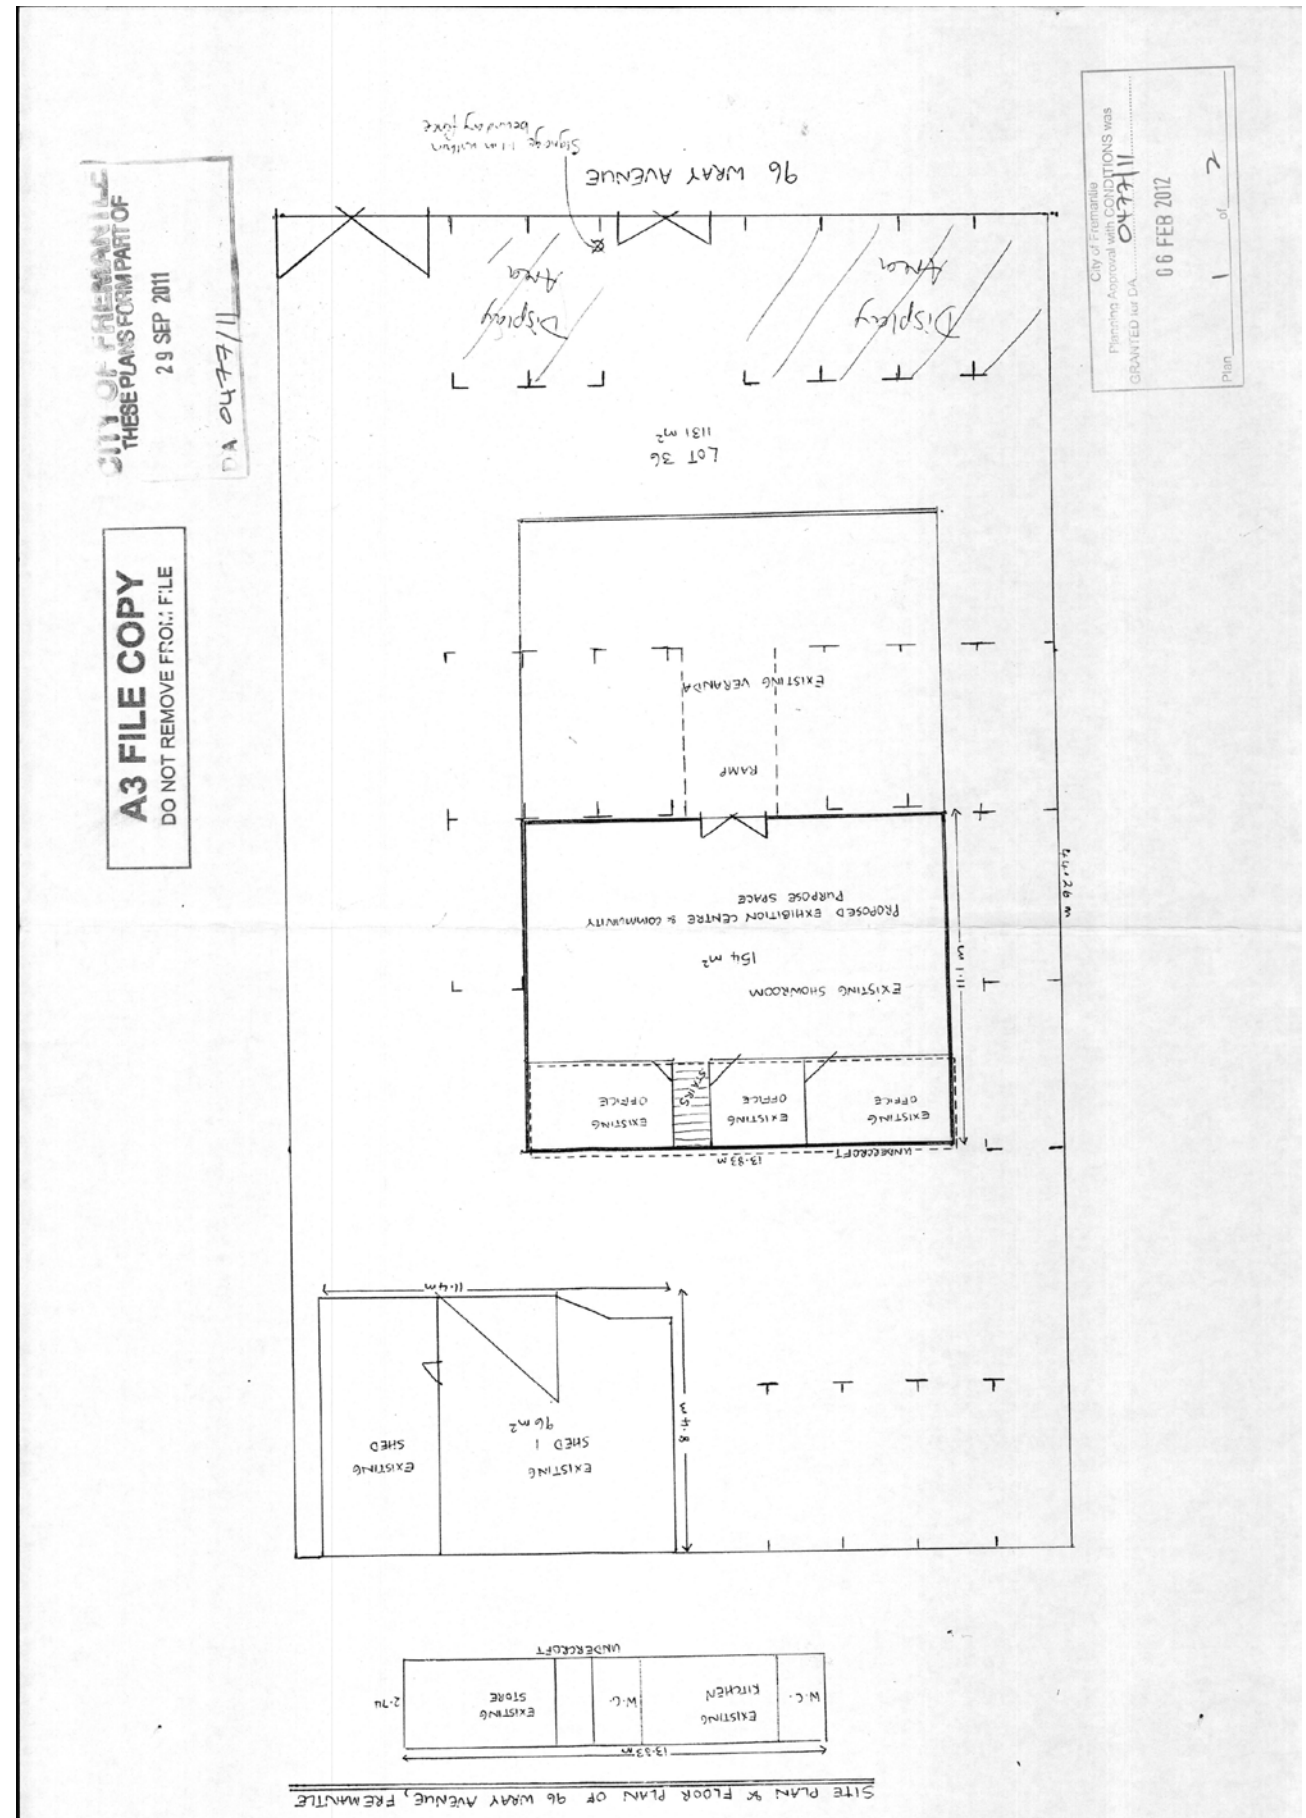 CITY OF FREMANTLE
THESE PLANS FORM PART OF
29 SEP 2011
DA 0477/11
A3 FILE COPY
DO NOT REMOVE FROM FILE
City of Fremantle
Planning Approval with CONDITIONS was
GRANTED for DA 0477/11
06 FEB 2012
Plan 1 of 2
SITE PLAN & FLOOR PLAN OF 96 WRAY AVENUE, FREMANTLE
13.83 m
W.C.
EXISTING
KITCHEN
W.C.
EXISTING
STORE
2.74
UNDERCROFT
EXISTING
SHED 1
96 m²
EXISTING
SHED
8.4 m
11.4 m
UNDERCROFT
13.83 m
EXISTING
OFFICE
EXISTING
OFFICE
STAIRS
EXISTING
OFFICE
EXISTING SHOWROOM
154 m²
PROPOSED EXHIBITION CENTRE & COMMUNITY
PURPOSE SPACE
11.1 m
44.26 m
RAMP
EXISTING VERANDA
LOT 36
1131 m²
Display
Area
Display
Area
96 WRAY AVENUE
Signage 1m within
boundary fence